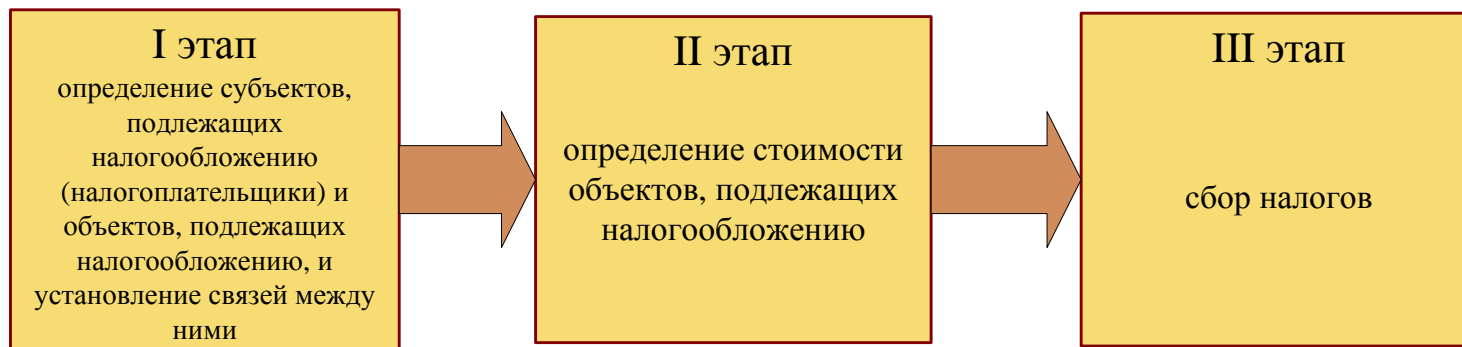 I этап
определение субъектов,
подлежащих
налогообложению
(налогоплательщики) и
объектов, подлежащих
налогообложению, и
установление связей между
ними
II этап
определение стоимости
объектов, подлежащих
налогообложению
III этап
сбор налогов